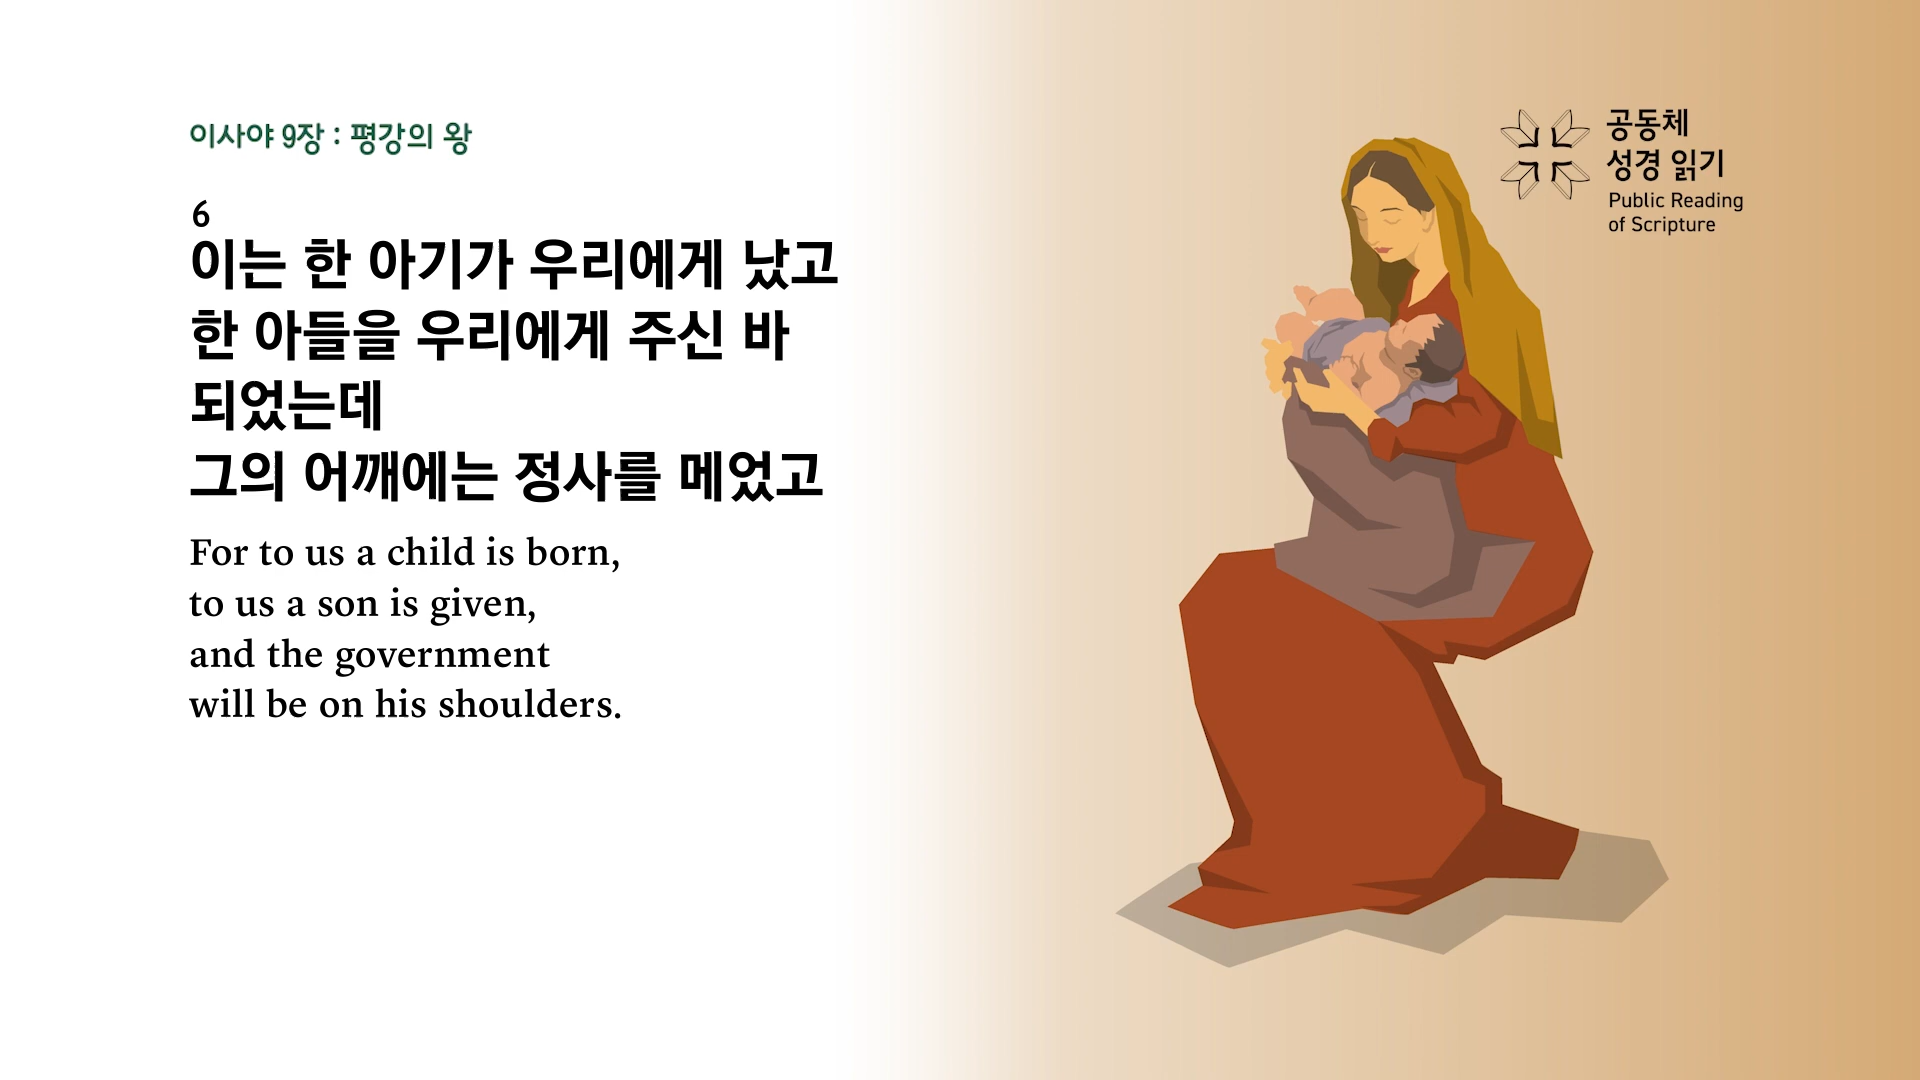 이사야 9장 : 평강의 왕
6
이는 한 아기가 우리에게 났고
한 아들을 우리에게 주신 바
되었는데
그의 어깨에는 정사를 메었고
For to us a child is born,
to us a son is given,
and the government
will be on his shoulders.
공동체
성경 읽기
Public Reading
of Scripture